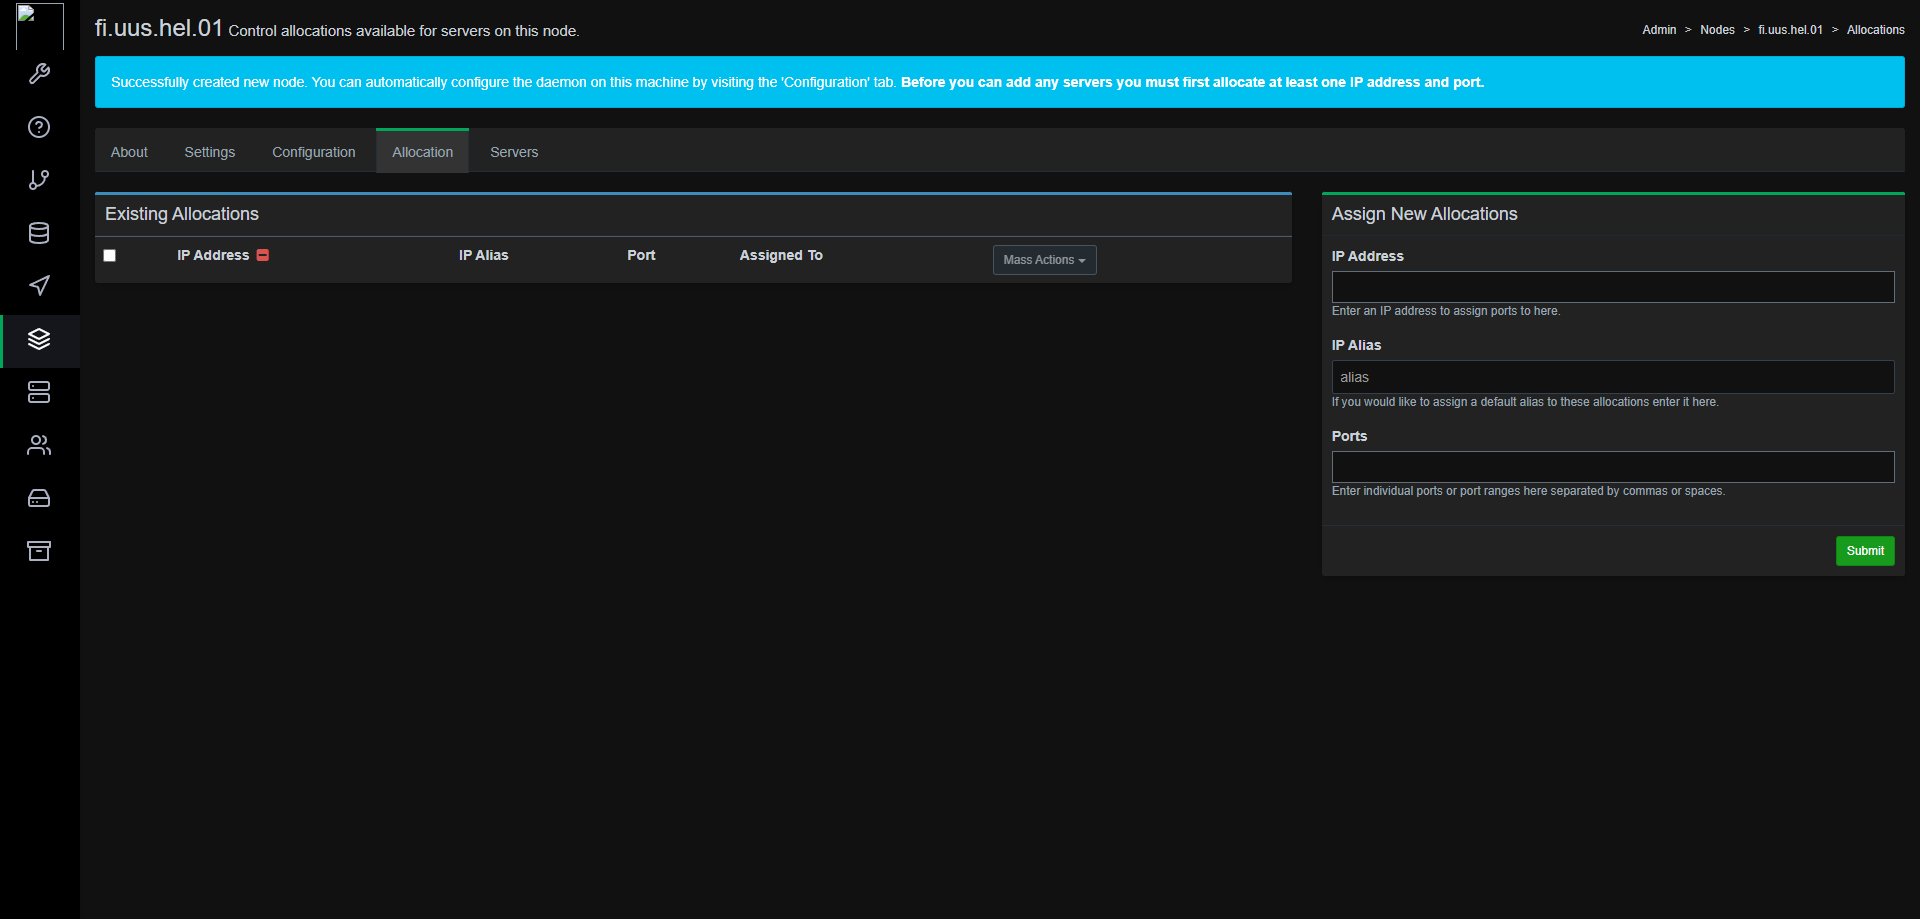 fi.uus.hel.01 Control allocations available for servers on this node.
Admin > Nodes > fi.uus.hel.01 > Allocations
Successfully created new node. You can automatically configure the daemon on this machine by visiting the 'Configuration' tab. Before you can add any servers you must first allocate at least one IP address and port.
About Settings Configuration Allocation Servers
Existing Allocations
IP Address IP Alias Port Assigned To Mass Actions
Assign New Allocations
IP Address
Enter an IP address to assign ports to here.
IP Alias
alias
If you would like to assign a default alias to these allocations enter it here.
Ports
Enter individual ports or port ranges here separated by commas or spaces.
Submit